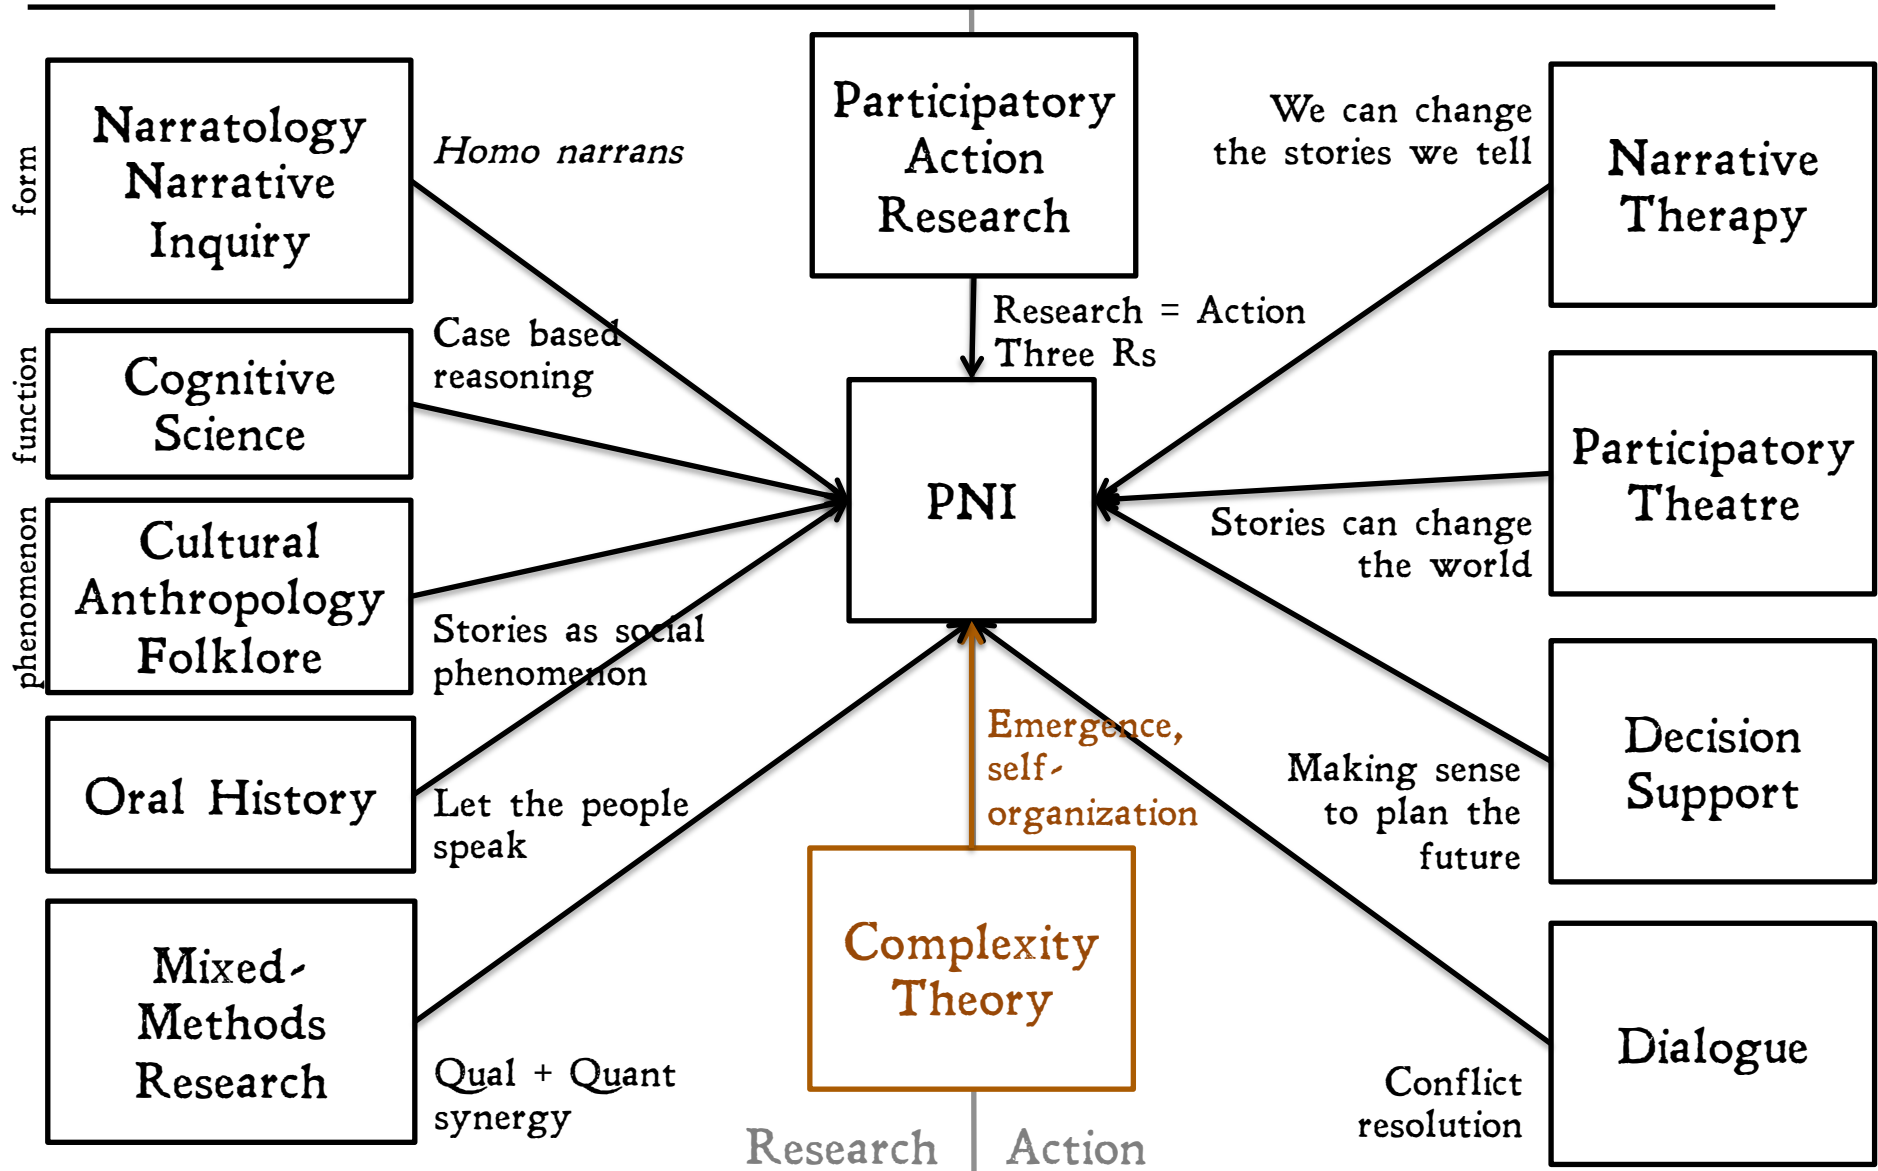 form
Narratology
Narrative
Inquiry
Homo narrans
function
Cognitive
Science
Case based
reasoning
phenomenon
Cultural
Anthropology
Folklore
Stories as social
phenomenon
Oral History
Let the people
speak
Mixed-
Methods
Research
Qual + Quant
synergy
Participatory
Action
Research
Research = Action
Three Rs
PNI
Emergence,
self-
organization
Complexity
Theory
Research
Action
We can change
the stories we tell
Narrative
Therapy
Participatory
Theatre
Stories can change
the world
Decision
Support
Making sense
to plan the
future
Dialogue
Conflict
resolution